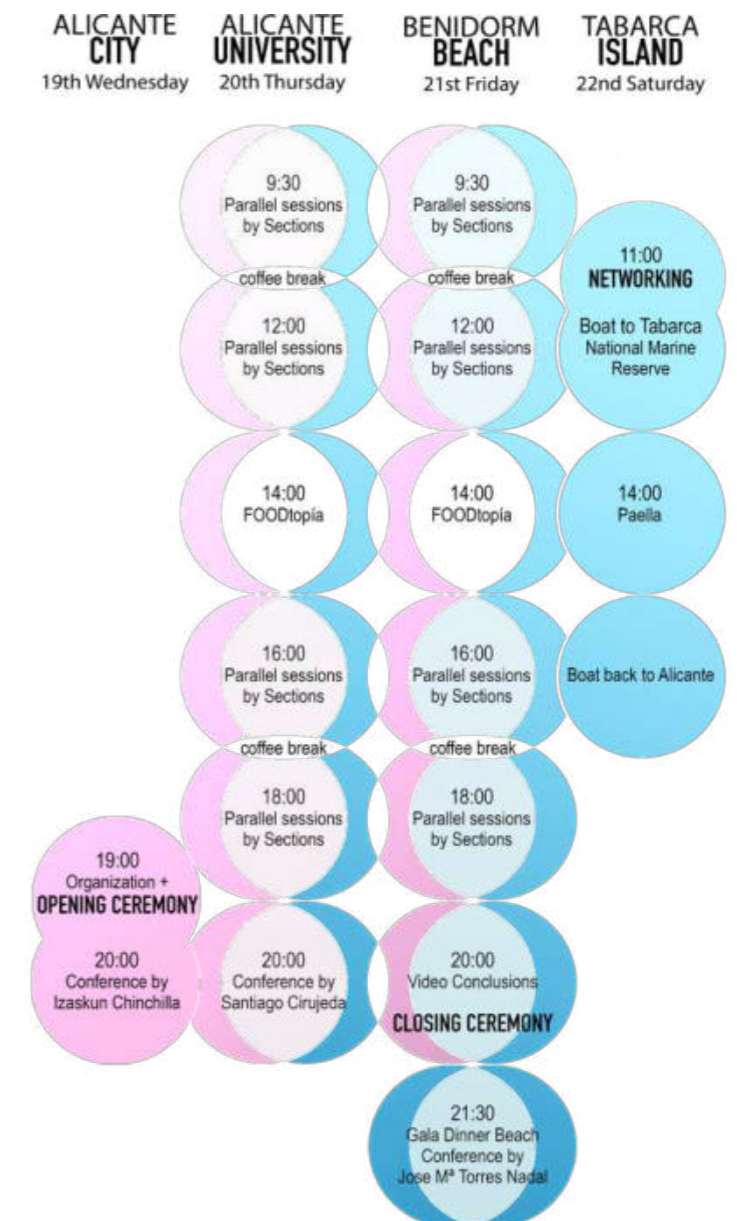 ALICANTE
CITY
19th Wednesday
ALICANTE
UNIVERSITY
20th Thursday
BENIDORM
BEACH
21st Friday
TABARCA
ISLAND
22nd Saturday
19:00
Organization +
OPENING CEREMONY
20:00
Conference by
Izaskun Chinchilla
9:30
Parallel sessions
by Sections
coffee break
12:00
Parallel sessions
by Sections
14:00
FOODtopía
16:00
Parallel sessions
by Sections
coffee break
18:00
Parallel sessions
by Sections
20:00
Conference by
Santiago Cirujeda
9:30
Parallel sessions
by Sections
coffee break
12:00
Parallel sessions
by Sections
14:00
FOODtopía
16:00
Parallel sessions
by Sections
coffee break
18:00
Parallel sessions
by Sections
20:00
Video Conclusions
CLOSING CEREMONY
21:30
Gala Dinner Beach
Conference by
Jose Mª Torres Nadal
11:00
NETWORKING
Boat to Tabarca
National Marine
Reserve
14:00
Paella
Boat back to Alicante